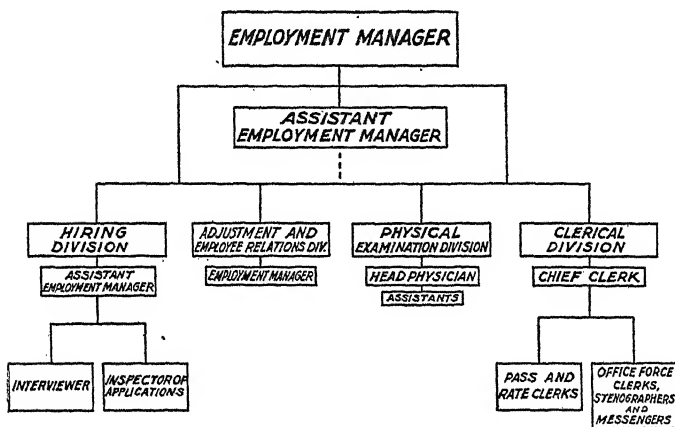 EMPLOYMENT MANAGER
ASSISTANT
EMPLOYMENT MANAGER
HIRING
DIVISION
ASSISTANT
EMPLOYMENT MANAGER
INTERVIEWER
INSPECTOR OF
APPLICATIONS
ADJUSTMENT AND
EMPLOYEE RELATIONS DIV.
EMPLOYMENT MANAGER
PHYSICAL
EXAMINATION DIVISION
HEAD PHYSICIAN
ASSISTANTS
CLERICAL
DIVISION
CHIEF CLERK
PASS AND
RATE CLERKS
OFFICE FORCE
CLERKS,
STENOGRAPHERS
AND
MESSENGERS